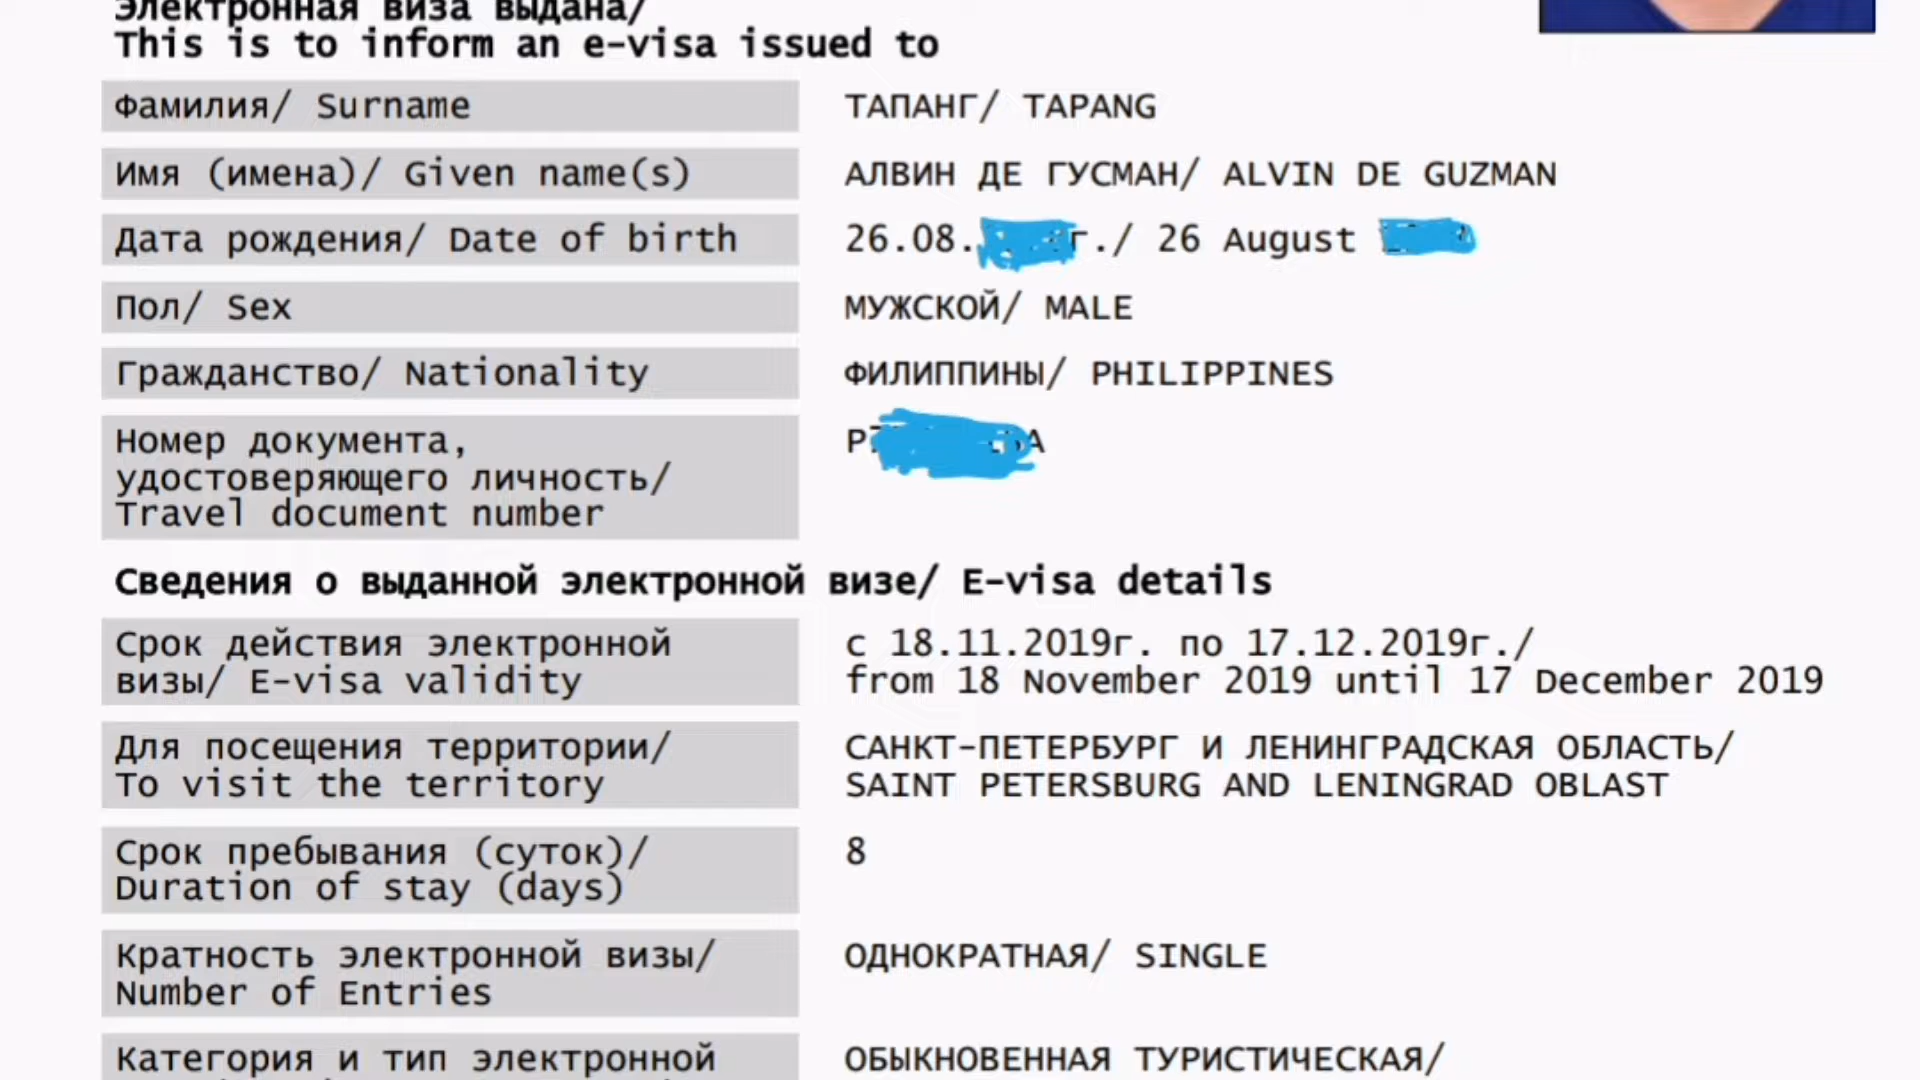 Электронная виза выдана/
This is to inform an e-visa issued to
Фамилия/ Surname
ТАПАНГ/ TAPANG
Имя (имена)/ Given name(s)
АЛВИН ДЕ ГУСМАН/ ALVIN DE GUZMAN
Дата рождения/ Date of birth
26.08. г./ 26 August
Пол/ Sex
МУЖСКОЙ/ MALE
Гражданство/ Nationality
ФИЛИППИНЫ/ PHILIPPINES
Номер документа,
удостоверяющего личность/
Travel document number
Сведения о выданной электронной визе/ E-visa details
Срок действия электронной
визы/ E-visa validity
с 18.11.2019г. по 17.12.2019г./
from 18 November 2019 until 17 December 2019
Для посещения территории/
To visit the territory
САНКТ-ПЕТЕРБУРГ И ЛЕНИНГРАДСКАЯ ОБЛАСТЬ/
SAINT PETERSBURG AND LENINGRAD OBLAST
Срок пребывания (суток)/
Duration of stay (days)
8
Кратность электронной визы/
Number of Entries
ОДНОКРАТНАЯ/ SINGLE
Категория и тип электронной
ОБЫКНОВЕННАЯ ТУРИСТИЧЕСКАЯ/